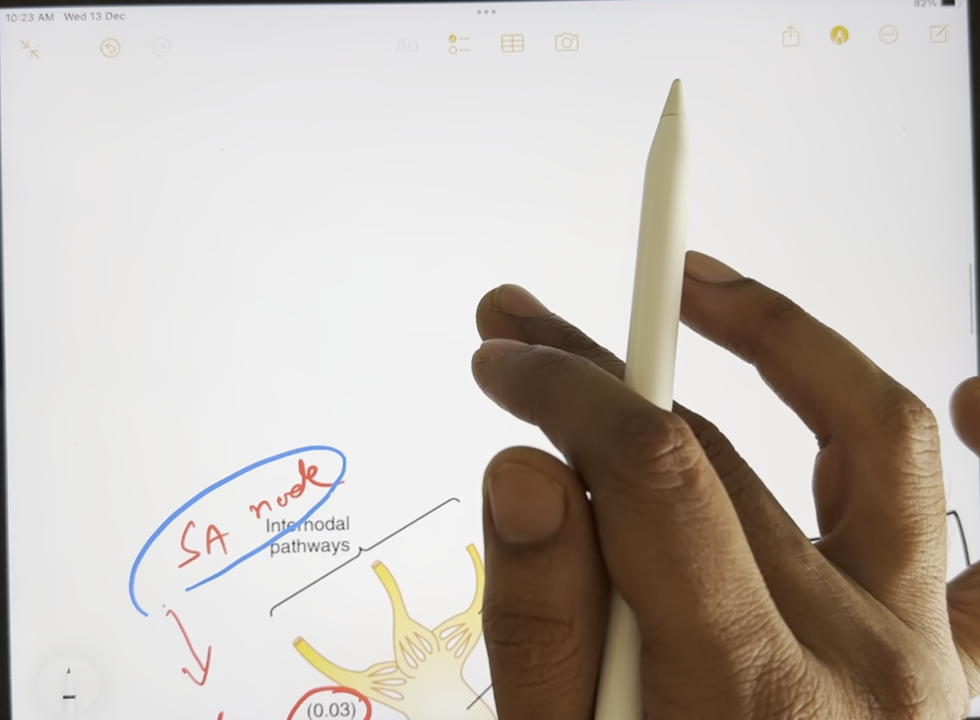 10:23 AM Wed 13 Dec
82%
Aa
SA node
Internodal
pathways
(0.03)